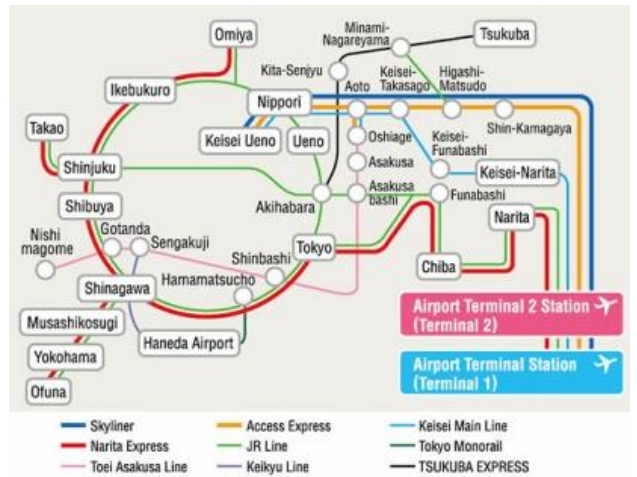 Omiya
Minami-
Nagareyama
Tsukuba
Kita-Senjyu
Ikebukuro
Nippori
Aoto
Keisei-
Takasago
Higashi-
Matsudo
Takao
Keisei Ueno
Ueno
Oshiage
Shin-Kamagaya
Shinjuku
Asakusa
Keisei-
Funabashi
Keisei-Narita
Shibuya
Akihabara
Asakusa
bashi
Funabashi
Narita
Nishi
magome
Gotanda
Sengakuji
Tokyo
Shinbashi
Chiba
Shinagawa
Hamamatsucho
Musashikosugi
Haneda Airport
Yokohama
Ofuna
Airport Terminal 2 Station
(Terminal 2)
Airport Terminal Station
(Terminal 1)
Skyliner
Access Express
Keisei Main Line
Narita Express
JR Line
Tokyo Monorail
Toei Asakusa Line
Keikyu Line
TSUKUBA EXPRESS